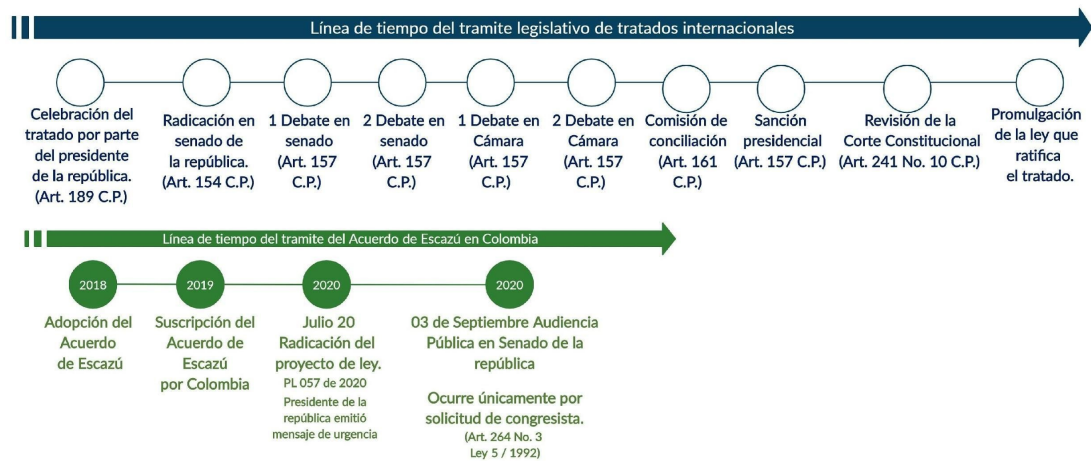 Línea de tiempo del tramite legislativo de tratados internacionales
Celebración del
tratado por parte
del presidente
de la república.
(Art. 189 C.P.)
Radicación en
senado de
la república.
(Art. 154 C.P.)
1 Debate en
senado
(Art. 157
C.P.)
2 Debate en
senado
(Art. 157
C.P.)
1 Debate en
Cámara
(Art. 157
C.P.)
2 Debate en
Cámara
(Art. 157
C.P.)
Comisión de
conciliación
(Art. 161
C.P.)
Sanción
presidencial
(Art. 157 C.P.)
Revisión de la
Corte Constitucional
(Art. 241 No. 10 C.P.)
Promulgación
de la ley que
ratifica
el tratado.
Línea de tiempo del tramite del Acuerdo de Escazú en Colombia
2018
Adopción del
Acuerdo
de Escazú
2019
Suscripción del
Acuerdo de
Escazú
por Colombia
2020
Julio 20
Radicación del
proyecto de ley.
PL 057 de 2020
Presidente de la
república emitió
mensaje de urgencia
2020
03 de Septiembre Audiencia
Pública en Senado de la
república
Ocurre únicamente por
solicitud de congresista.
(Art. 264 No. 3
Ley 5 / 1992)